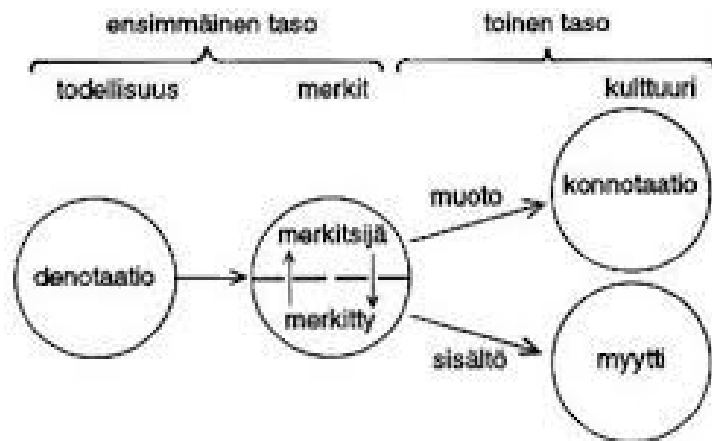 ensimmäinen taso toinen taso
todellisuus merkit kulttuuri
konnotaatio
muoto
merkitsijä
denotaatio
merkitty
sisältö
myytti